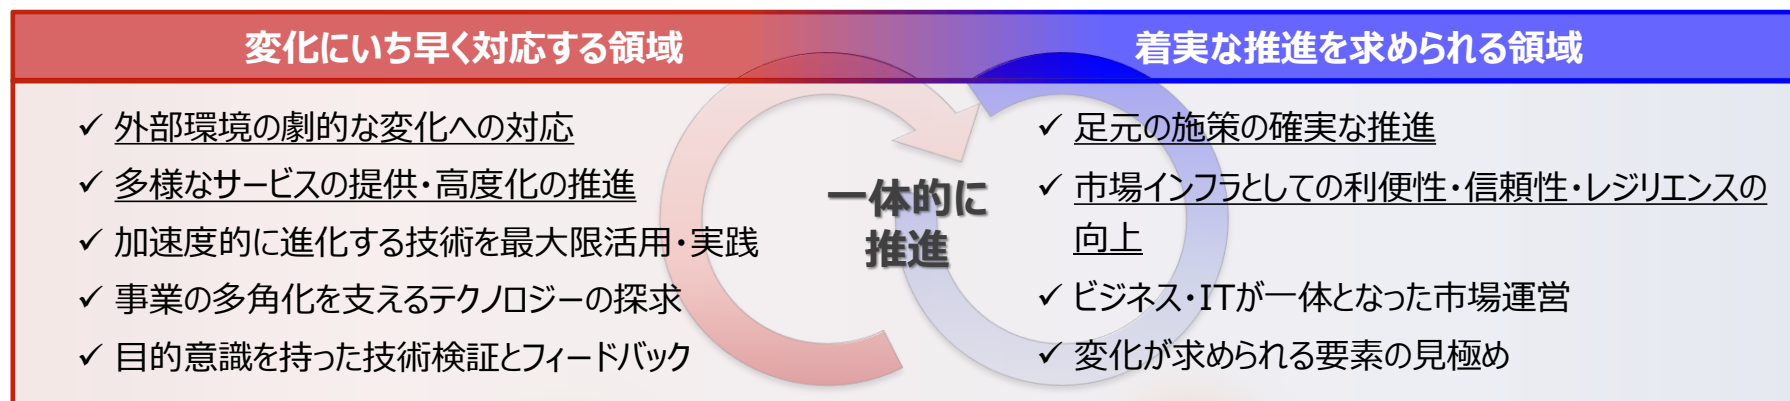 変化にいち早く対応する領域
✓ 外部環境の劇的な変化への対応
✓ 多様なサービスの提供・高度化の推進
✓ 加速度的に進化する技術を最大限活用・実践
✓ 事業の多角化を支えるテクノロジーの探求
✓ 目的意識を持った技術検証とフィードバック
一体的に
推進
着実な推進を求められる領域
✓ 足元の施策の確実な推進
✓ 市場インフラとしての利便性・信頼性・レジリエンスの
向上
✓ ビジネス・ITが一体となった市場運営
✓ 変化が求められる要素の見極め